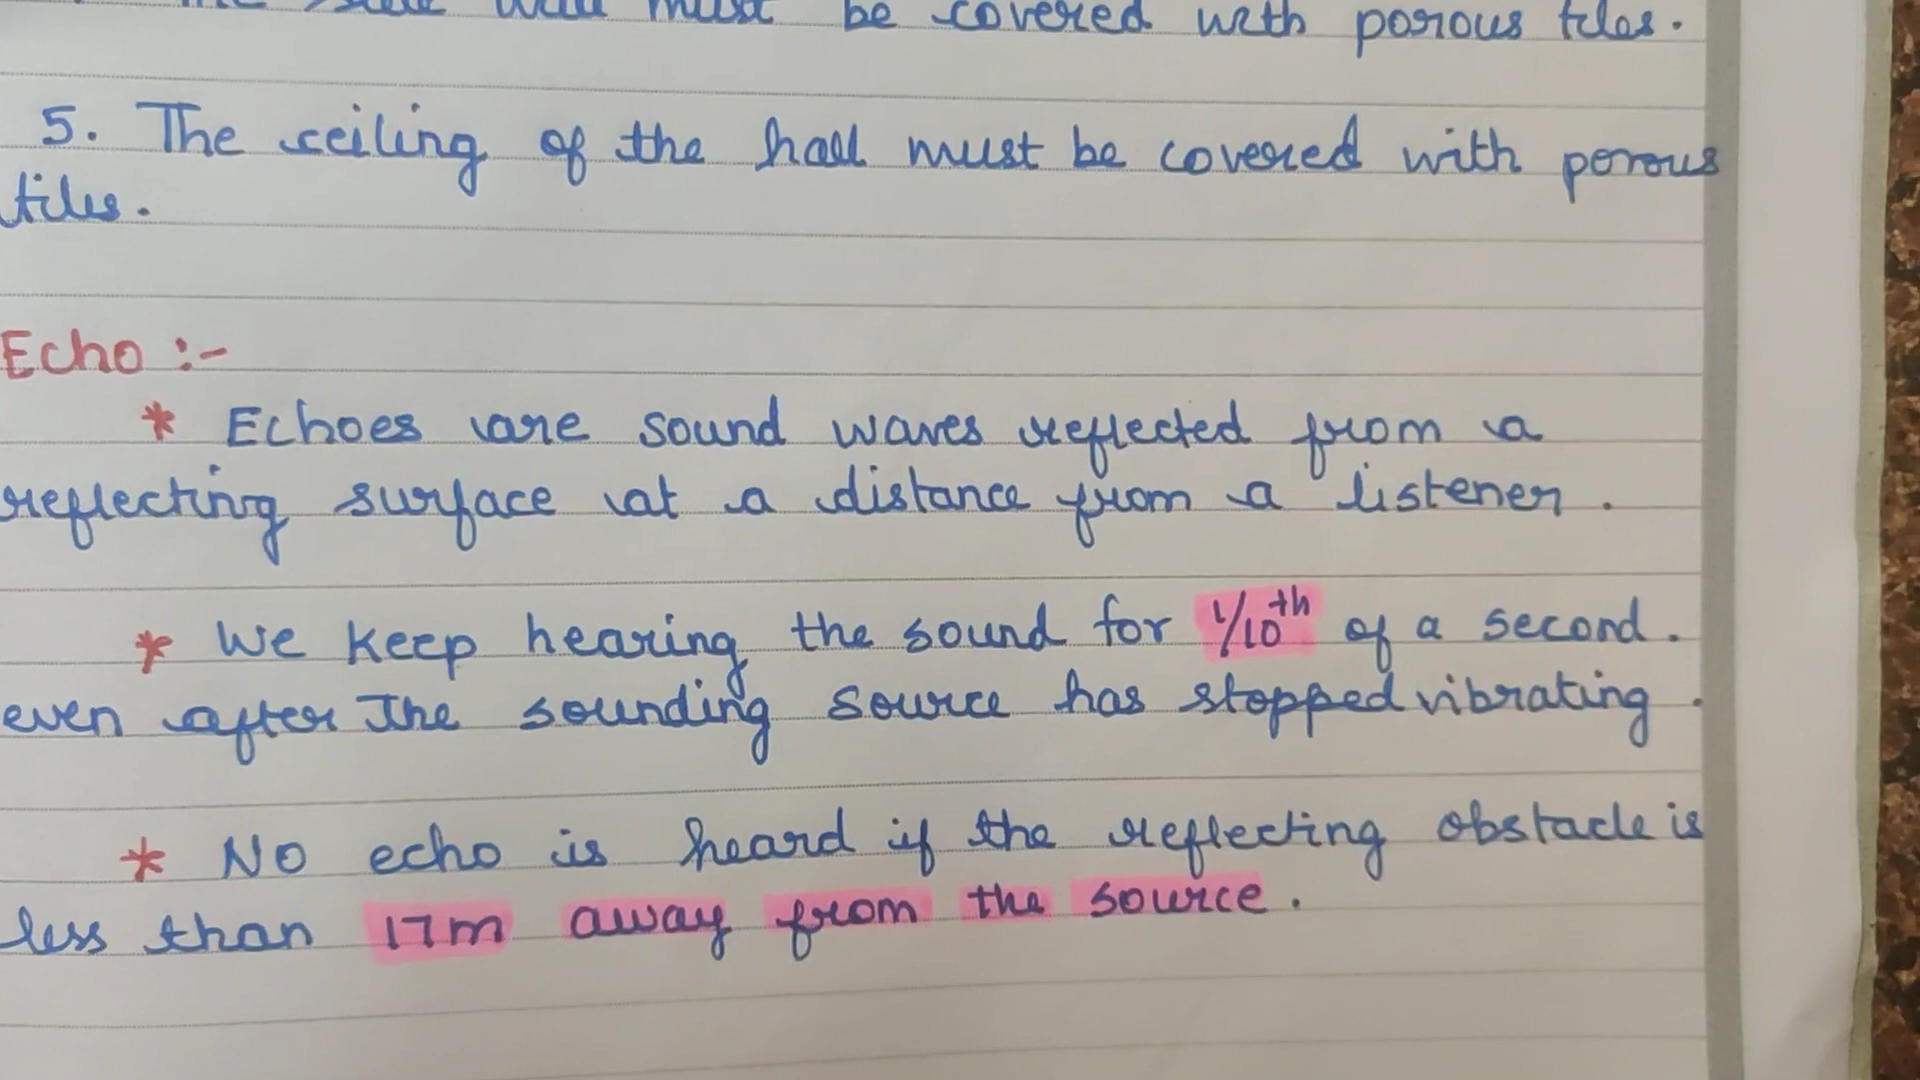 must be covered with porous tiles.
5. The ceiling of the hall must be covered with porous
tiles.
Echo :-
* Echoes are sound waves reflected from a
reflecting surface at a distance from a listener.
* We keep hearing the sound for 1/10th of a second.
even after the sounding source has stopped vibrating.
* No echo is heard if the reflecting obstacle is
less than 17m away from the source.